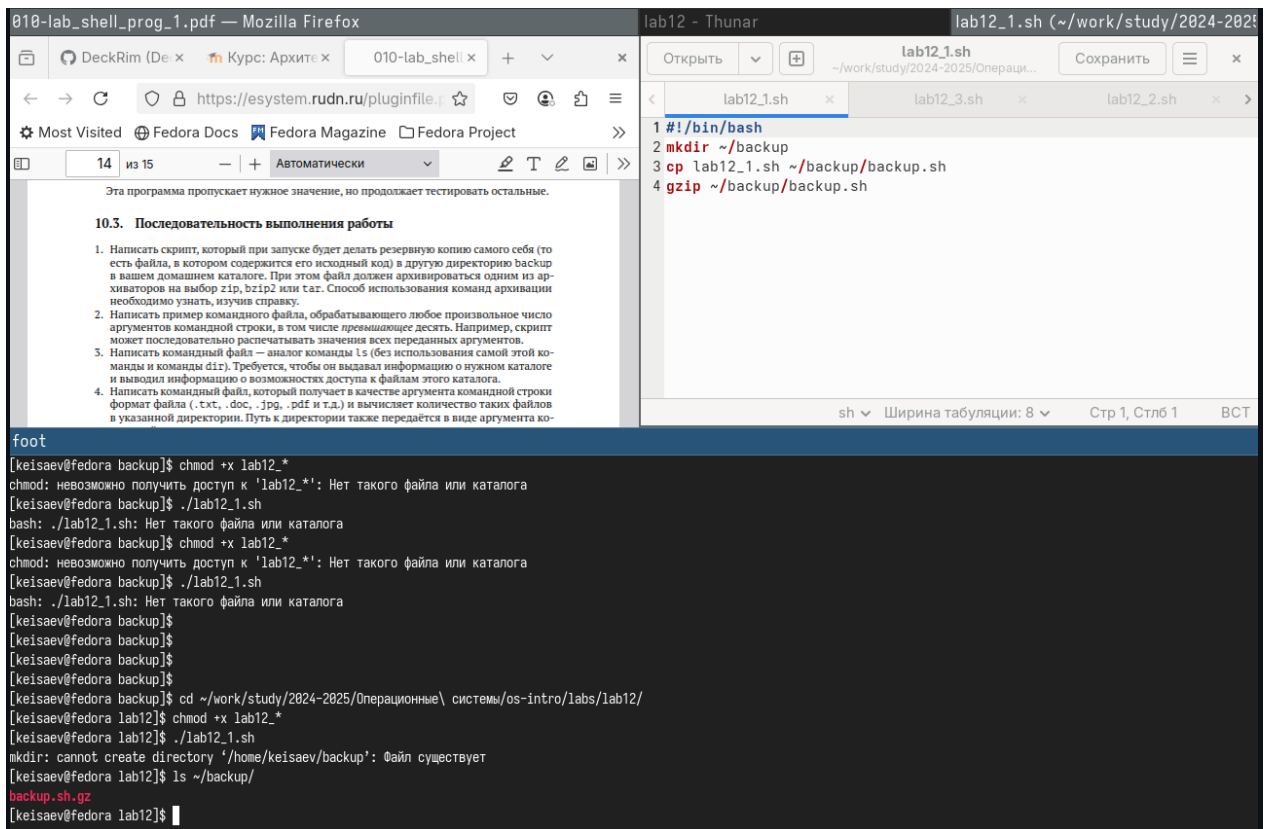 010-lab_shell_prog_1.pdf — Mozilla Firefox
DeckRim (De
Курс: Архите
010-lab_shell
https://esystem.rudn.ru/pluginfile.p
Most Visited Fedora Docs Fedora Magazine Fedora Project
14 из 15 — + Автоматически
Эта программа пропускает нужное значение, но продолжает тестировать остальные.
10.3. Последовательность выполнения работы
1. Написать скрипт, который при запуске будет делать резервную копию самого себя (то
есть файла, в котором содержится его исходный код) в другую директорию backup
в вашем домашнем каталоге. При этом файл должен архивироваться одним из ар-
хиваторов на выбор zip, bzip2 или tar. Способ использования команд архивации
необходимо узнать, изучив справку.
2. Написать пример командного файла, обрабатывающего любое произвольное число
аргументов командной строки, в том числе превышающее десять. Например, скрипт
может последовательно распечатывать значения всех переданных аргументов.
3. Написать командный файл — аналог команды ls (без использования самой этой ко-
манды и команды dir). Требуется, чтобы он выдавал информацию о нужном каталоге
и выводил информацию о возможностях доступа к файлам этого каталога.
4. Написать командный файл, который получает в качестве аргумента командной строки
формат файла (.txt, .doc, .jpg, .pdf и т.д.) и вычисляет количество таких файлов
в указанной директории. Путь к директории также передаётся в виде аргумента ко-
lab12 - Thunar
lab12_1.sh (~/work/study/2024-2025
Открыть
lab12_1.sh
~/work/study/2024-2025/Операци...
Сохранить
lab12_1.sh lab12_3.sh lab12_2.sh
1 #!/bin/bash
2 mkdir ~/backup
3 cp lab12_1.sh ~/backup/backup.sh
4 gzip ~/backup/backup.sh
sh Ширина табуляции: 8 Стр 1, Стлб 1 ВСТ
foot
[keisaev@fedora backup]$ chmod +x lab12_*
chmod: невозможно получить доступ к 'lab12_*': Нет такого файла или каталога
[keisaev@fedora backup]$ ./lab12_1.sh
bash: ./lab12_1.sh: Нет такого файла или каталога
[keisaev@fedora backup]$ chmod +x lab12_*
chmod: невозможно получить доступ к 'lab12_*': Нет такого файла или каталога
[keisaev@fedora backup]$ ./lab12_1.sh
bash: ./lab12_1.sh: Нет такого файла или каталога
[keisaev@fedora backup]$
[keisaev@fedora backup]$
[keisaev@fedora backup]$
[keisaev@fedora backup]$
[keisaev@fedora backup]$ cd ~/work/study/2024-2025/Операционные\ системы/os-intro/labs/lab12/
[keisaev@fedora lab12]$ chmod +x lab12_*
[keisaev@fedora lab12]$ ./lab12_1.sh
mkdir: cannot create directory ‘/home/keisaev/backup’: Файл существует
[keisaev@fedora lab12]$ ls ~/backup/
backup.sh.gz
[keisaev@fedora lab12]$